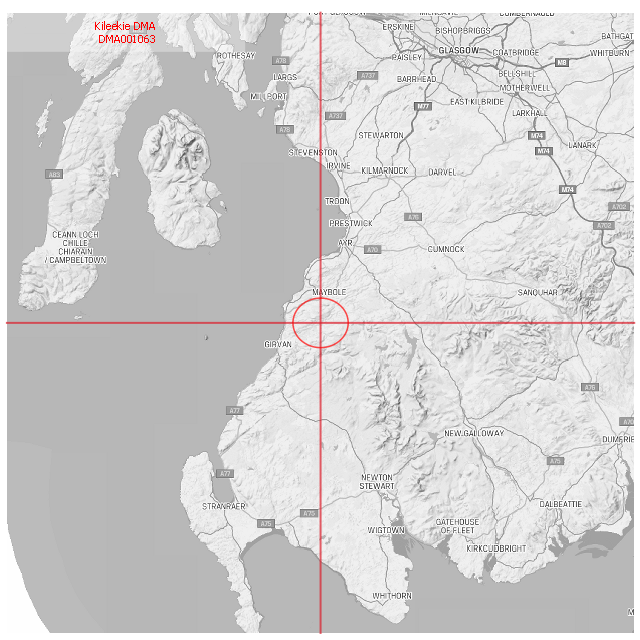 Kileekie DMA
DMA001063
ERSKINE
BISHOPBRIGGS
GLASGOW
PAISLEY
COATBRIDGE
BATHGAT
WHITBURN
M8
ROTHESAY
A78
LARGS
A737
BARRHEAD
BELLSHILL
MOTHERWELL
MILLPORT
M77
EAST KILBRIDE
LARKHALL
A737
A78
STEWARTON
M74
LANARK
STEVENSTON
M74
IRVINE
KILMARNOCK
DARVEL
A83
M74
TROON
A702
A76
PRESTWICK
A702
CEANN LOCH
CHILLE
CHIARAIN
/ CAMPBELTOWN
AYR
A70
CUMNOCK
MAYBOLE
SANQUHAR
GIRVAN
A76
A77
NEW GALLOWAY
DUMFRIE
A75
A77
NEWTON
STEWART
STRANRAER
A75
A75
DALBEATTIE
WIGTOWN
GATEHOUSE
OF FLEET
KIRKCUDBRIGHT
WHITHORN
M